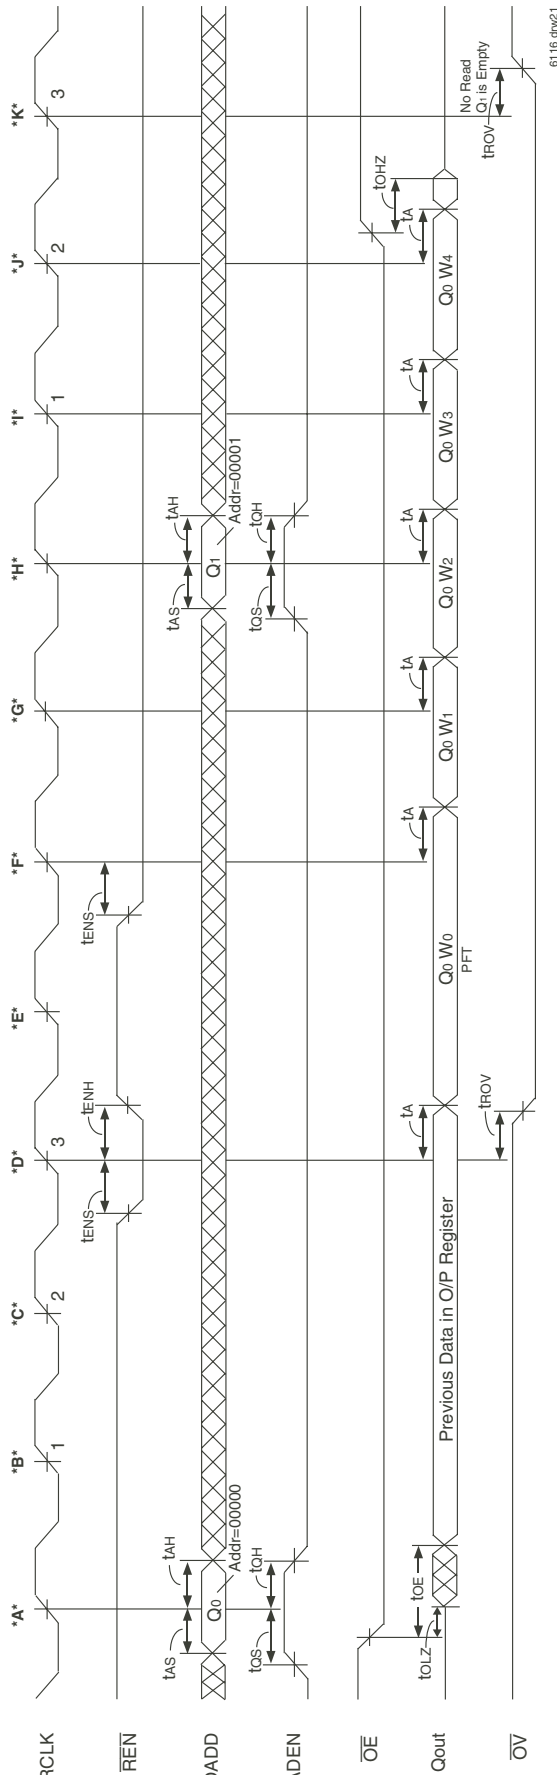 *A* *B* *C* *D* *E* *F* *G* *H* *I* *J* *K*
RCLK 1 2 3 1 2 3
tENS tENH tENS
REN
tAS tAH tAS tAH
DADD Q0 Q1
Addr=00000 Addr=00001
tQS tQH tQS tQH
ADEN
OE
tOLZ tOE tA tA tA tA tA tA tOHZ
Qout Previous Data in O/P Register Q0 W0 Q0 W1 Q0 W2 Q0 W3 Q0 W4
PFT
tROV tROV
No Read
Q1 is Empty
OV
6116 drw21